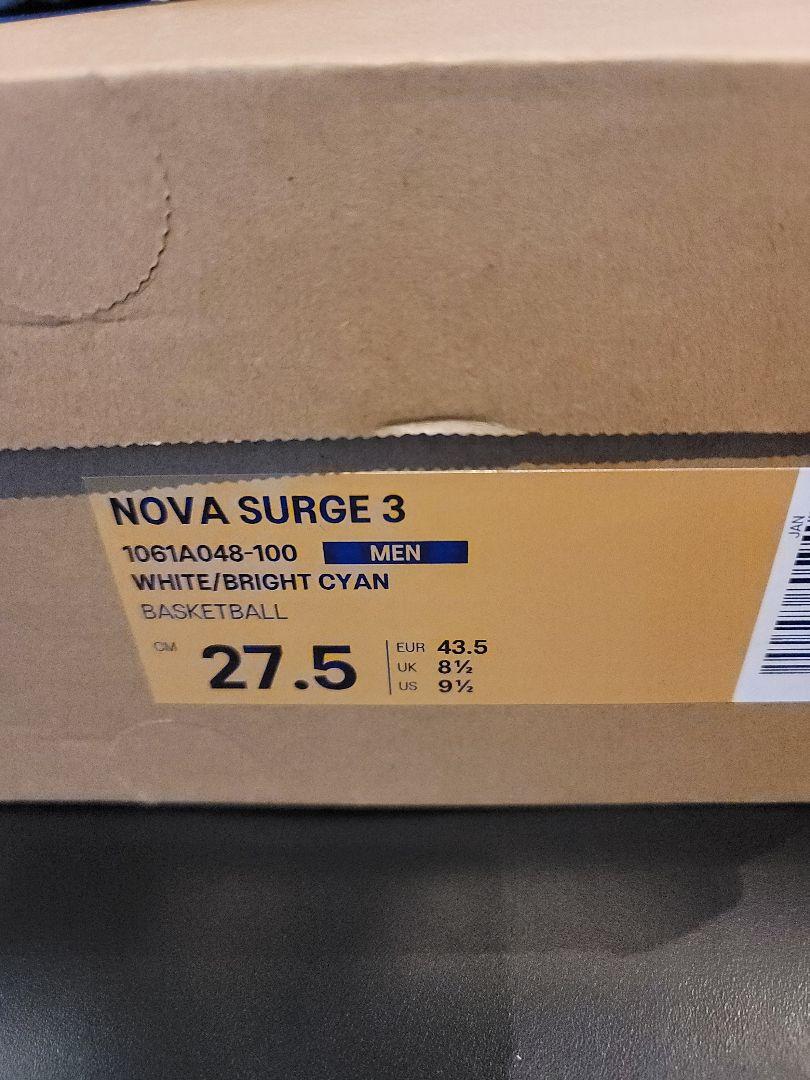 NOVA SURGE 3
1061A048-100 MEN
WHITE/BRIGHT CYAN
BASKETBALL
CM 27.5
EUR 43.5
UK 8½
US 9½
JAN